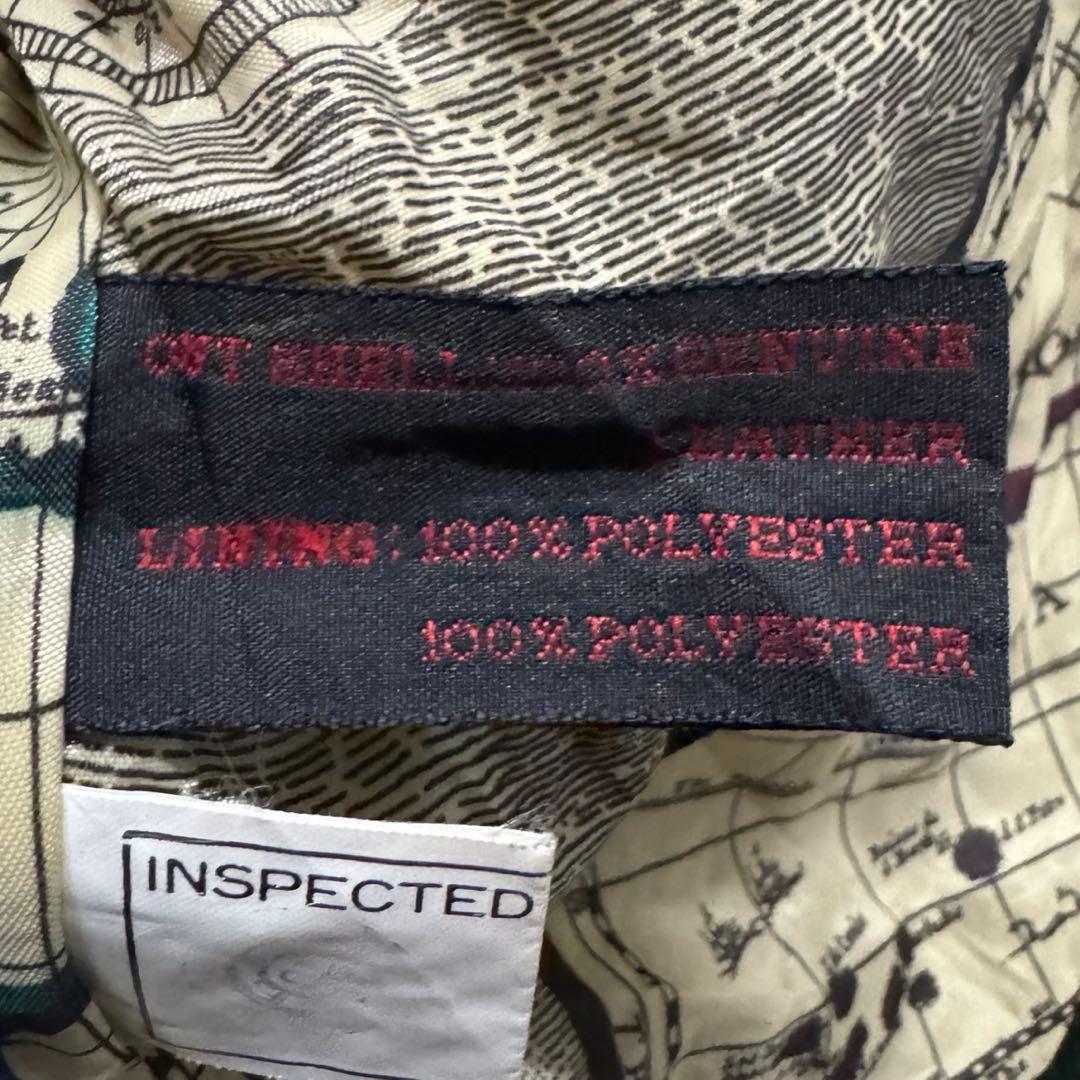 OUT SHELL: 100% GENUINE
LEATHER
LINING: 100% POLYESTER
100% POLYESTER
INSPECTED